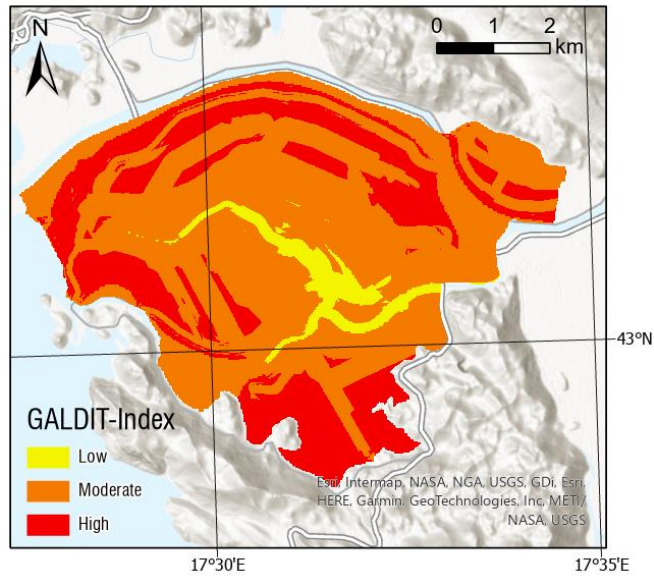 N
0 1 2
km
43°N
GALDIT-Index
Low
Moderate
High
Esri, Intermap, NASA, NGA, USGS, GDi, Esri,
HERE, Garmin, GeoTechnologies, Inc, METI/
NASA, USGS
17°30'E
17°35'E